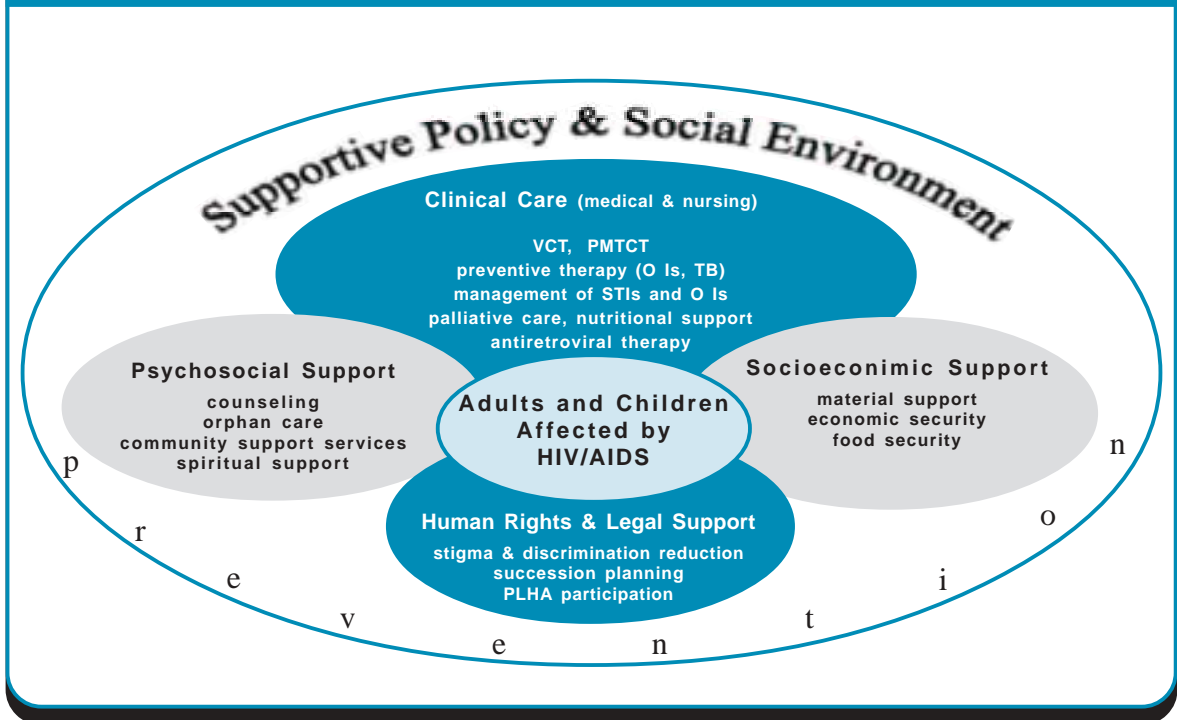 Supportive Policy & Social Environment
Clinical Care (medical & nursing)
VCT, PMTCT
preventive therapy (O Is, TB)
management of STIs and O Is
palliative care, nutritional support
antiretroviral therapy
Psychosocial Support
counseling
orphan care
community support services
spiritual support
Adults and Children
Affected by
HIV/AIDS
Socioeconimic Support
material support
economic security
food security
Human Rights & Legal Support
stigma & discrimination reduction
succession planning
PLHA participation
prevention